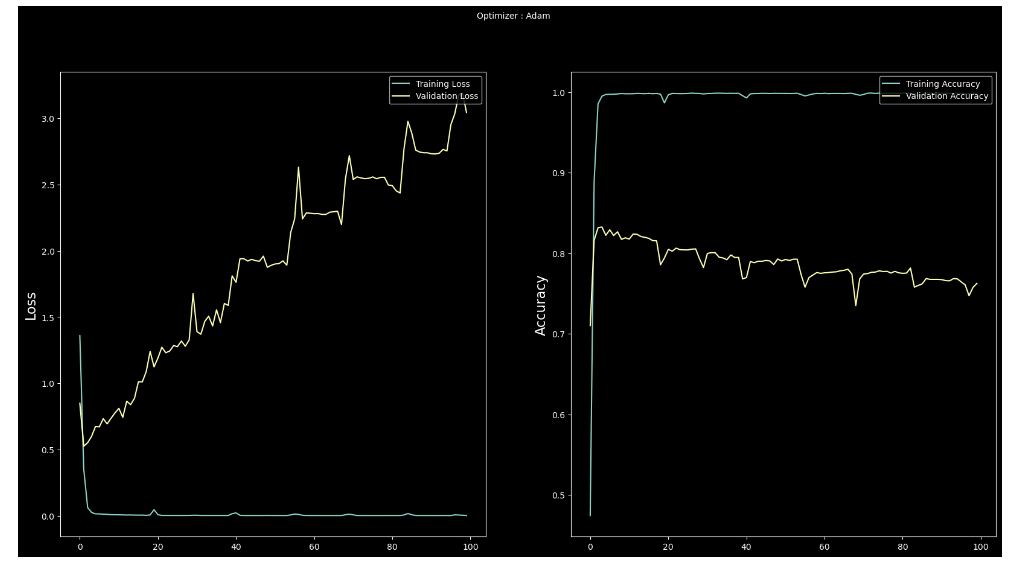 Optimizer : Adam
Training Loss
Validation Loss
Loss
3.0
2.5
2.0
1.5
1.0
0.5
0.0
0 20 40 60 80 100
Training Accuracy
Validation Accuracy
Accuracy
1.0
0.9
0.8
0.7
0.6
0.5
0 20 40 60 80 100